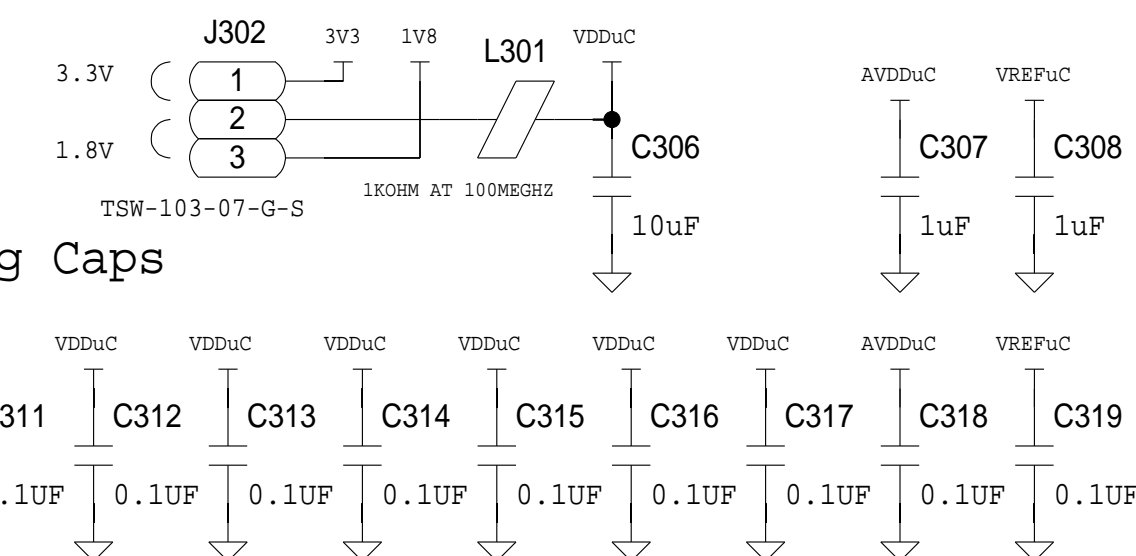 J302 3V3 1V8 L301 VDDuC
3.3V 1 AVDDuC VREFuC
2
1.8V 3 C306 C307 C308
1KOHM AT 100MEGHZ
TSW-103-07-G-S 10uF 1uF 1uF
g Caps
VDDuC VDDuC VDDuC VDDuC VDDuC VDDuC AVDDuC VREFuC
311 C312 C313 C314 C315 C316 C317 C318 C319
.1UF 0.1UF 0.1UF 0.1UF 0.1UF 0.1UF 0.1UF 0.1UF 0.1UF